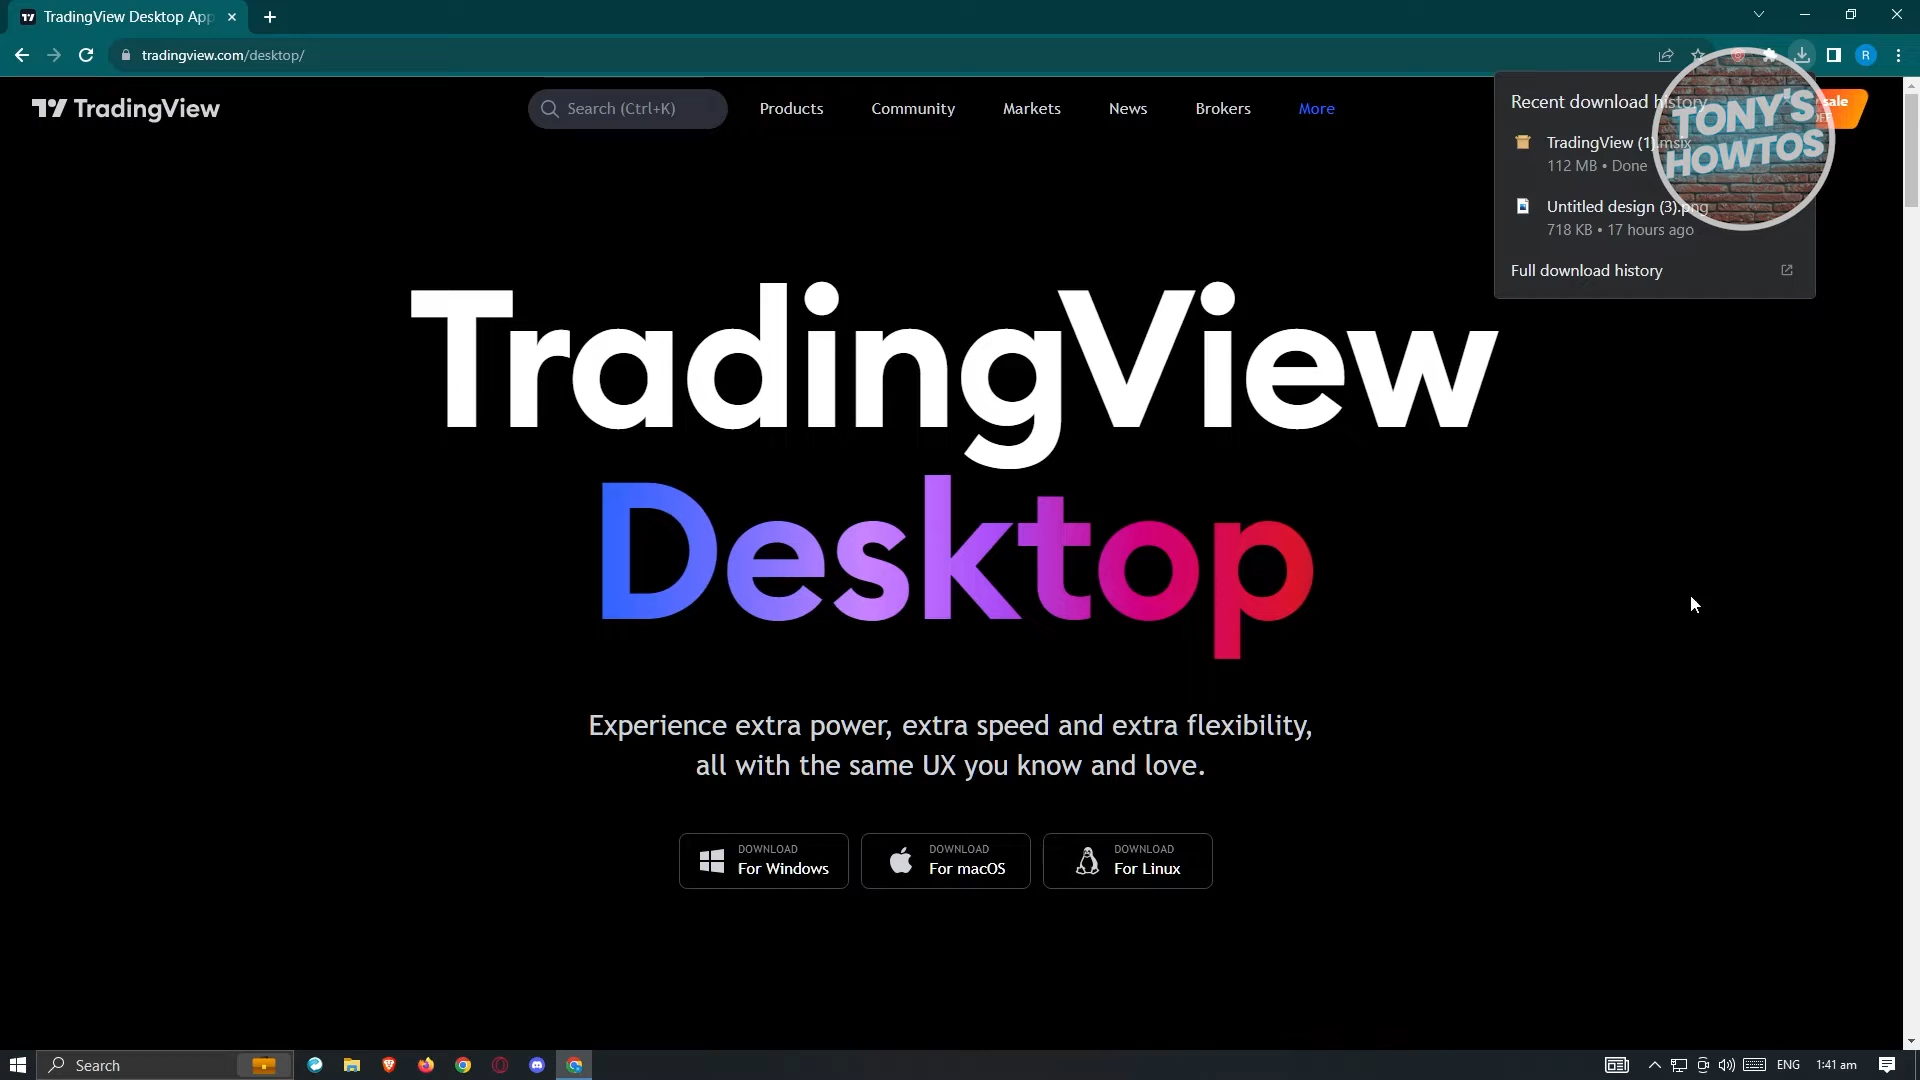 TradingView Desktop App
tradingview.com/desktop/
R
TradingView
Search (Ctrl+K)
Products
Community
Markets
News
Brokers
More
sale
Recent download history
TradingView (1).msix
112 MB • Done
Untitled design (3).png
718 KB • 17 hours ago
Full download history
TONY'S
HOWTOS
TradingView
Desktop
Experience extra power, extra speed and extra flexibility,
all with the same UX you know and love.
DOWNLOAD
For Windows
DOWNLOAD
For macOS
DOWNLOAD
For Linux
Search
ENG
1:41 am